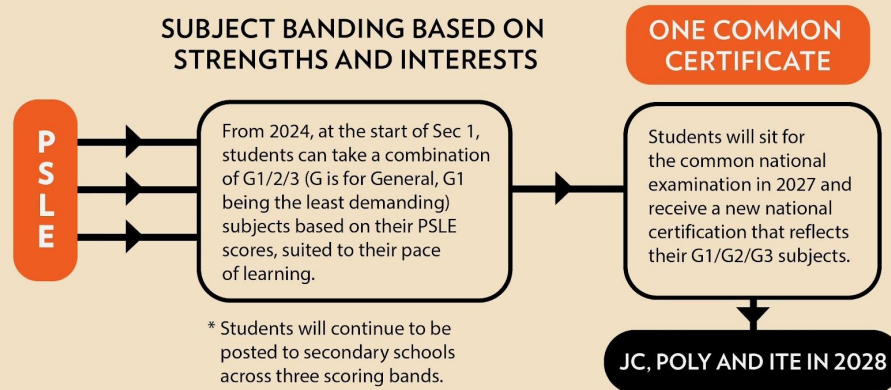 SUBJECT BANDING BASED ON
STRENGTHS AND INTERESTS
ONE COMMON
CERTIFICATE
PSLE
From 2024, at the start of Sec 1,
students can take a combination
of G1/2/3 (G is for General, G1
being the least demanding)
subjects based on their PSLE
scores, suited to their pace
of learning.
* Students will continue to be
posted to secondary schools
across three scoring bands.
Students will sit for
the common national
examination in 2027 and
receive a new national
certification that reflects
their G1/G2/G3 subjects.
JC, POLY AND ITE IN 2028